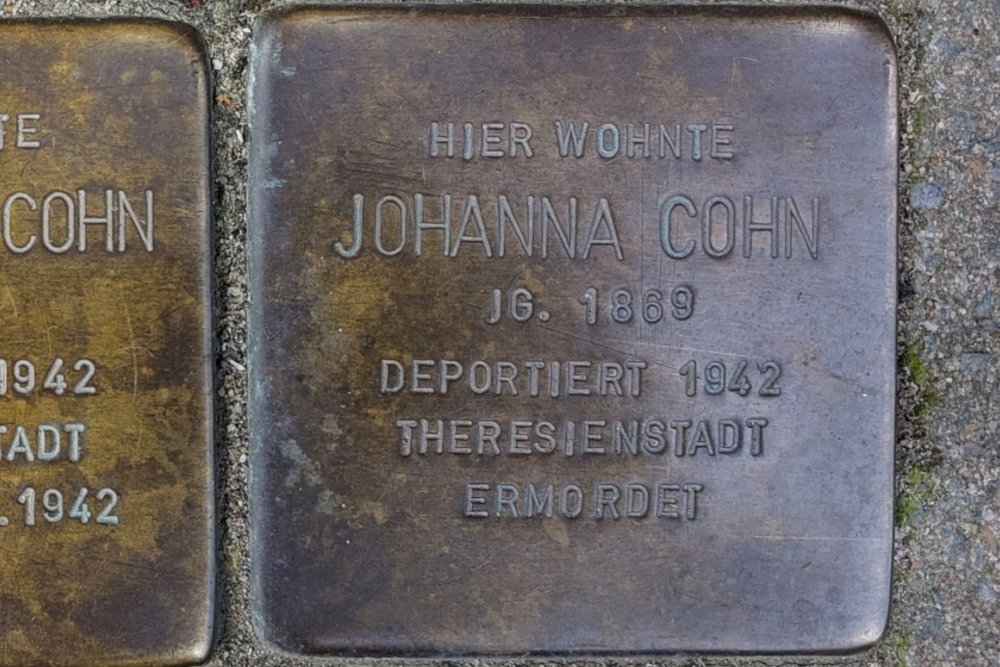 TE
COHN
1942
TADT
.1942
HIER WOHNTE
JOHANNA COHN
JG. 1869
DEPORTIERT 1942
THERESIENSTADT
ERMORDET